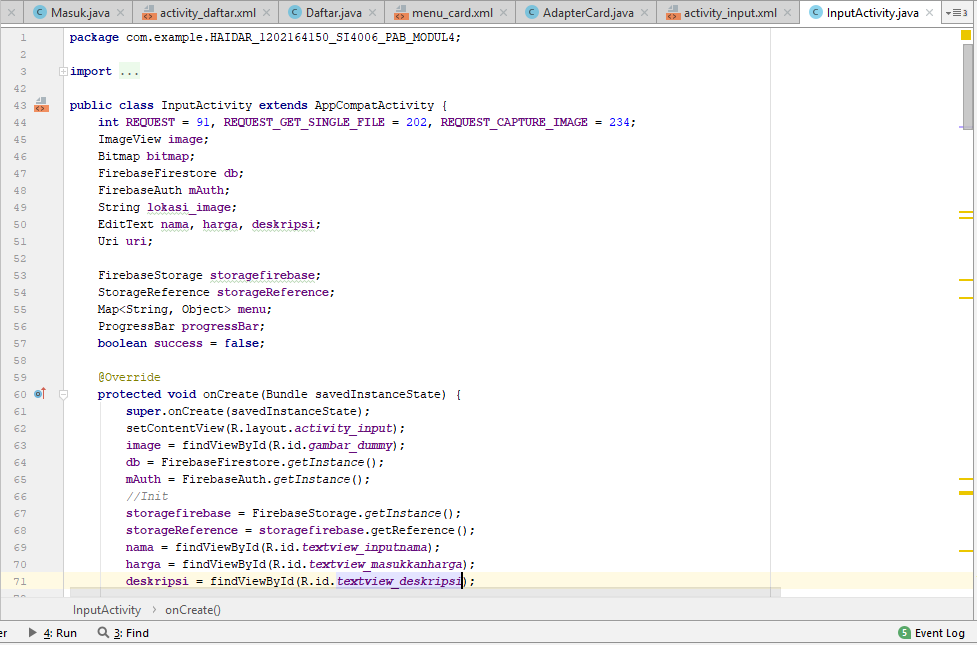 Masuk.java activity_daftar.xml Daftar.java menu_card.xml AdapterCard.java activity_input.xml InputActivity.java 3
1 package com.example.HAIDAR_1202164150_SI4006_PAB_MODUL4;
2
3 import ...
42
43 public class InputActivity extends AppCompatActivity {
44 int REQUEST = 91, REQUEST_GET_SINGLE_FILE = 202, REQUEST_CAPTURE_IMAGE = 234;
45 ImageView image;
46 Bitmap bitmap;
47 FirebaseFirestore db;
48 FirebaseAuth mAuth;
49 String lokasi_image;
50 EditText nama, harga, deskripsi;
51 Uri uri;
52
53 FirebaseStorage storagefirebase;
54 StorageReference storageReference;
55 Map<String, Object> menu;
56 ProgressBar progressBar;
57 boolean success = false;
58
59 @Override
60 protected void onCreate(Bundle savedInstanceState) {
61 super.onCreate(savedInstanceState);
62 setContentView(R.layout.activity_input);
63 image = findViewById(R.id.gambar_dummy);
64 db = FirebaseFirestore.getInstance();
65 mAuth = FirebaseAuth.getInstance();
66 //Init
67 storagefirebase = FirebaseStorage.getInstance();
68 storageReference = storagefirebase.getReference();
69 nama = findViewById(R.id.textview_inputnama);
70 harga = findViewById(R.id.textview_masukkanharga);
71 deskripsi = findViewById(R.id.textview_deskripsi);
InputActivity > onCreate()
er 4: Run 3: Find 5 Event Log